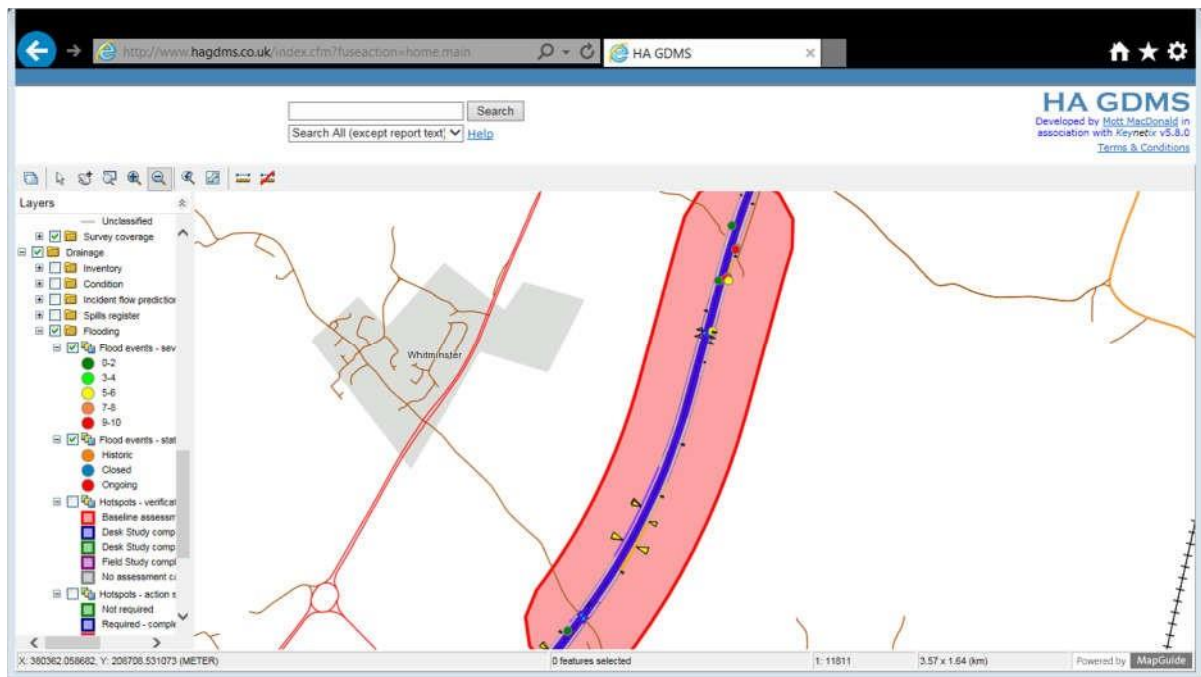 http://www.hagdms.co.uk/index.cfm?fuseaction=home.main
HA GDMS
Search
Search All (except report text)
Help
HA GDMS
Developed by Mott MacDonald in
association with Keynetix v5.8.0
Terms & Conditions
Layers
Unclassified
Survey coverage
Drainage
Inventory
Condition
Incident flow prediction
Spills register
Flooding
Flood events - sev
0-2
3-4
5-6
7-8
9-10
Flood events - stat
Historic
Closed
Ongoing
Hotspots - verificat
Baseline assessm
Desk Study comp
Desk Study comp
Field Study compl
No assessment ca
Hotspots - action s
Not required
Required - comple
Whitminster
X: 380362.058682, Y: 208708.531073 (METER)
0 features selected
1: 11811
3.57 x 1.64 (km)
Powered by MapGuide